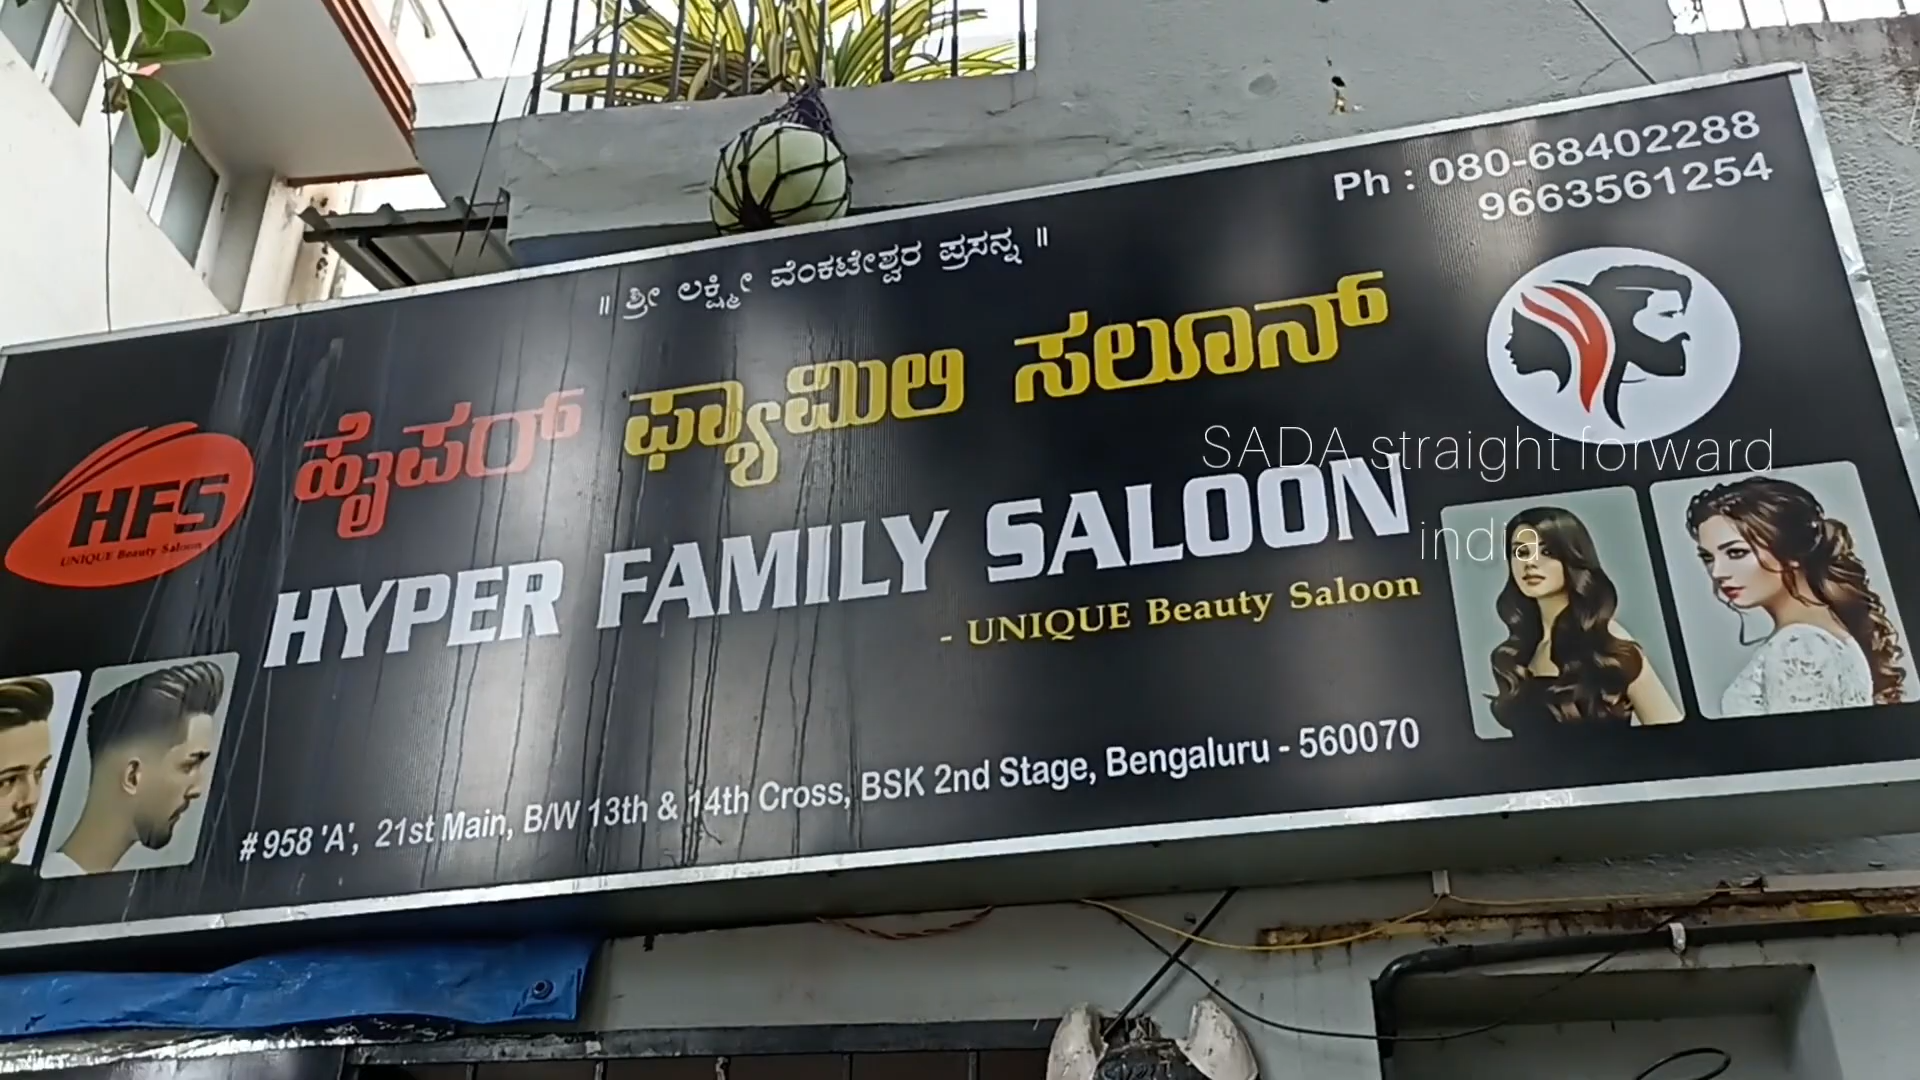 Ph : 080-68402288
9663561254
॥ ಶ್ರೀ ಲಕ್ಷ್ಮೀ ವೆಂಕಟೇಶ್ವರ ಪ್ರಸನ್ನ ॥
ಹೈಪರ್ ಫ್ಯಾಮಿಲಿ ಸಲೂನ್
HFS
UNIQUE Beauty Saloon
HYPER FAMILY SALOON
- UNIQUE Beauty Saloon
# 958 'A', 21st Main, B/W 13th & 14th Cross, BSK 2nd Stage, Bengaluru - 560070
SADA straight forward
india